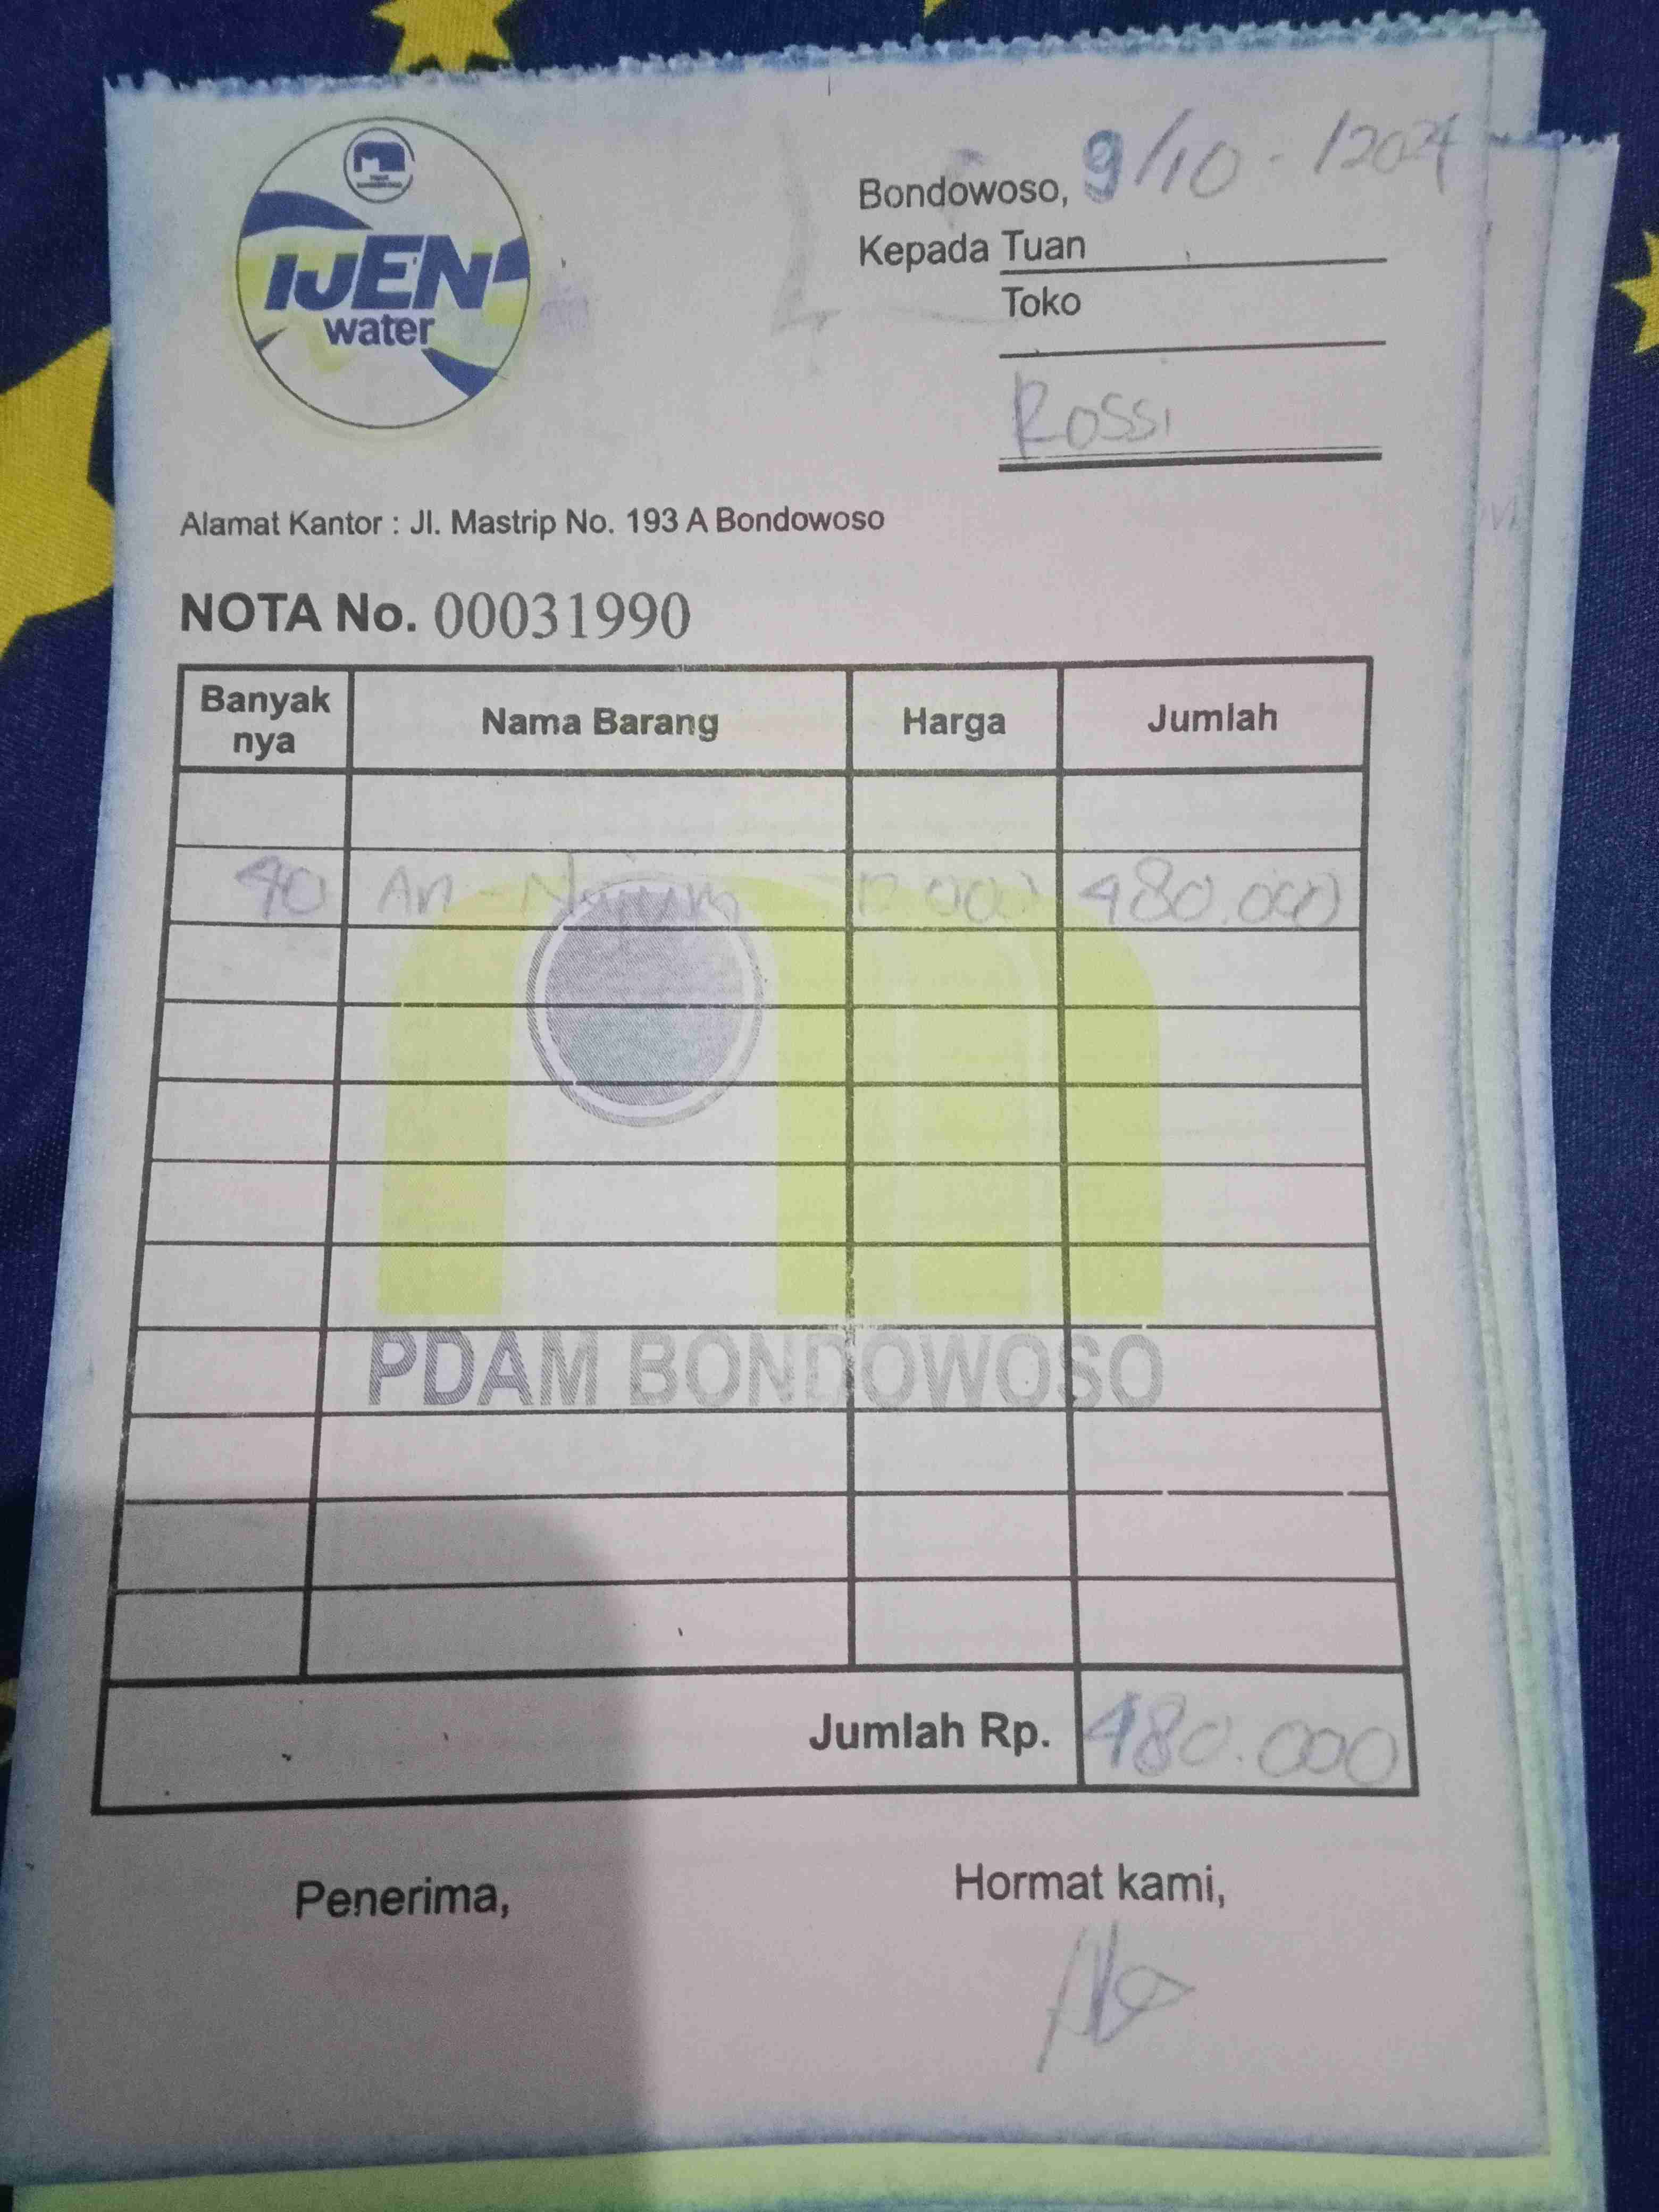 IJEN
water
Bondowoso, 9/10 - /2024
Kepada Tuan
Toko
Rossi
Alamat Kantor : Jl. Mastrip No. 193 A Bondowoso
NOTA No. 00031990
Banyak nya Nama Barang Harga Jumlah
40 An - Nujum 12.000 480.000
PDAM BONDOWOSO
Jumlah Rp. 480.000
Penerima, Hormat kami,